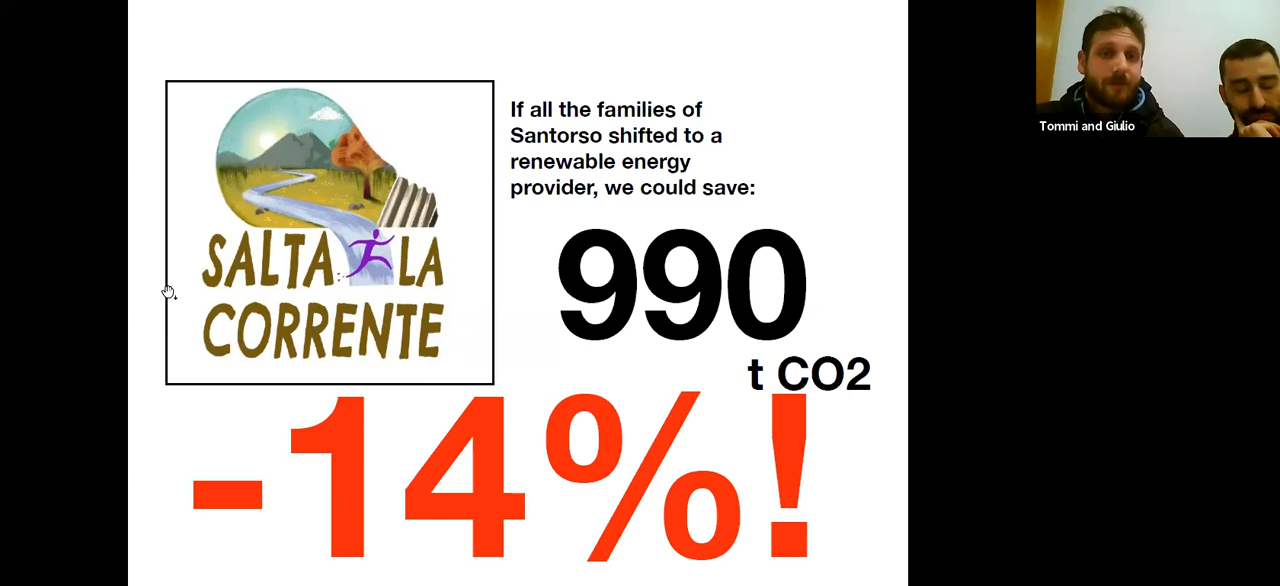 If all the families of
Santorso shifted to a
renewable energy
provider, we could save:
SALTA LA
CORRENTE
990
t CO2
-14%!
Tommi and Giulio